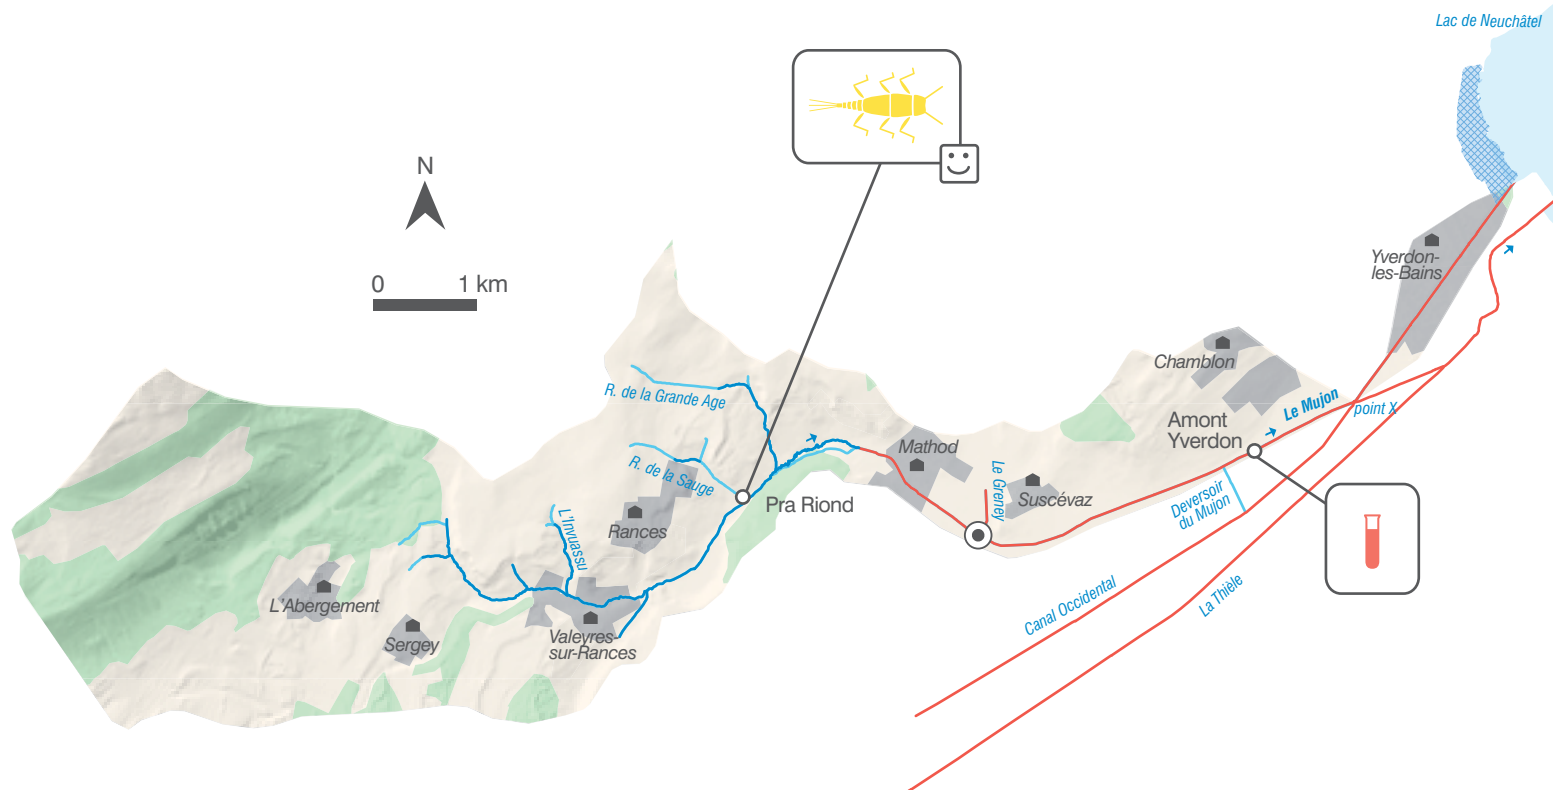 Lac de Neuchâtel
N
0 1 km
Yverdon-
les-Bains
Chamblon
R. de la Grande Age
Le Mujon
point X
Amont
Yverdon
Mathod
R. de la Sauge
Le Greney
Suscévaz
Pra Riond
Deversoir
du Mujon
L'Invuassu
Rances
L'Abergement
Sergey
Valeyres-
sur-Rances
Canal Occidental
La Thièle